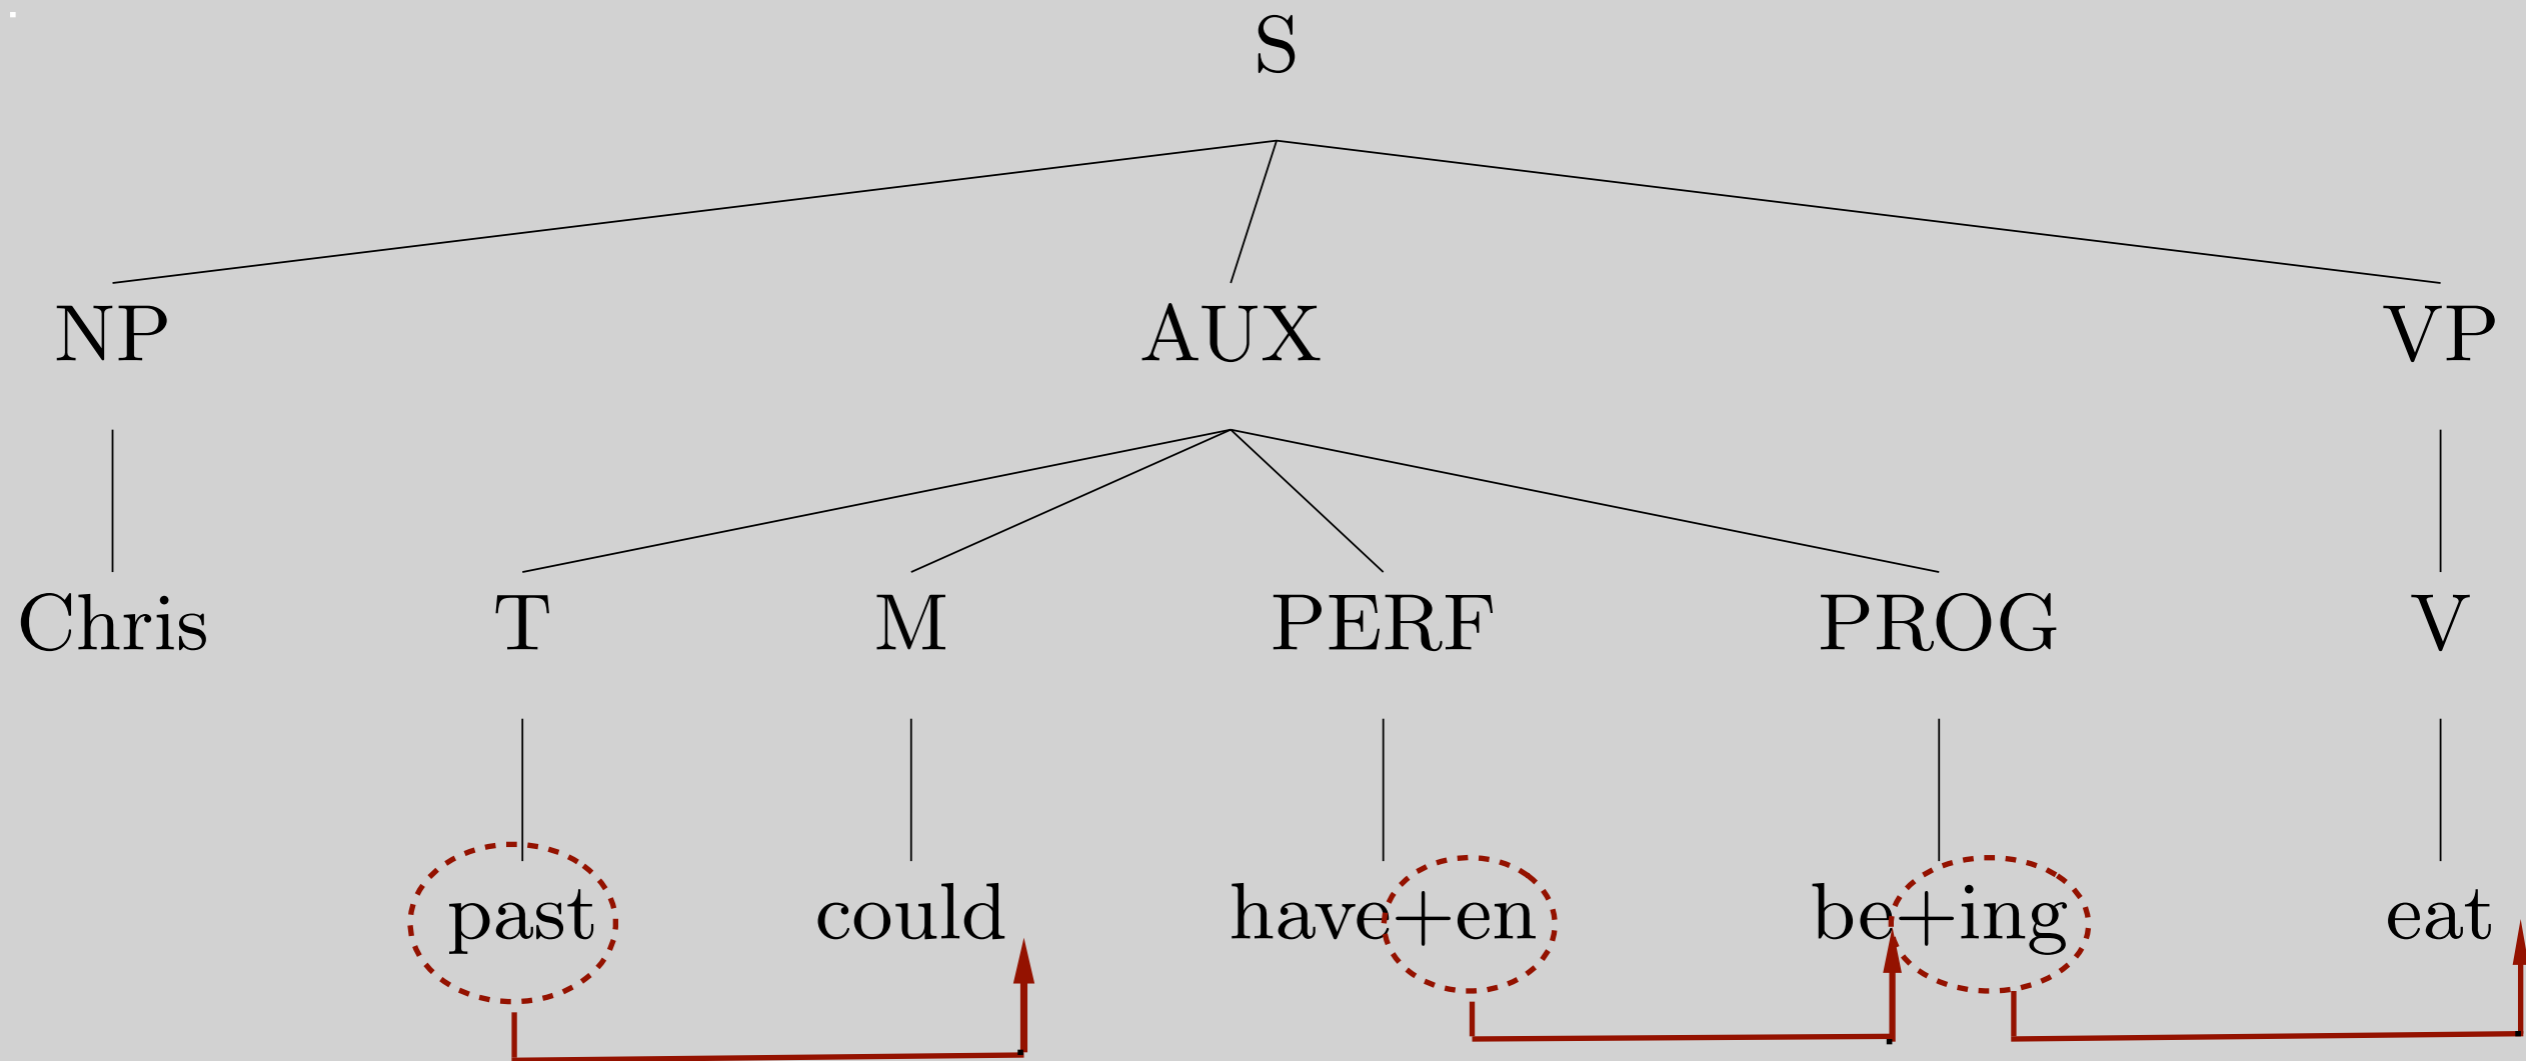 S
NP AUX VP
Chris T M PERF PROG V
past could have+en be+ing eat